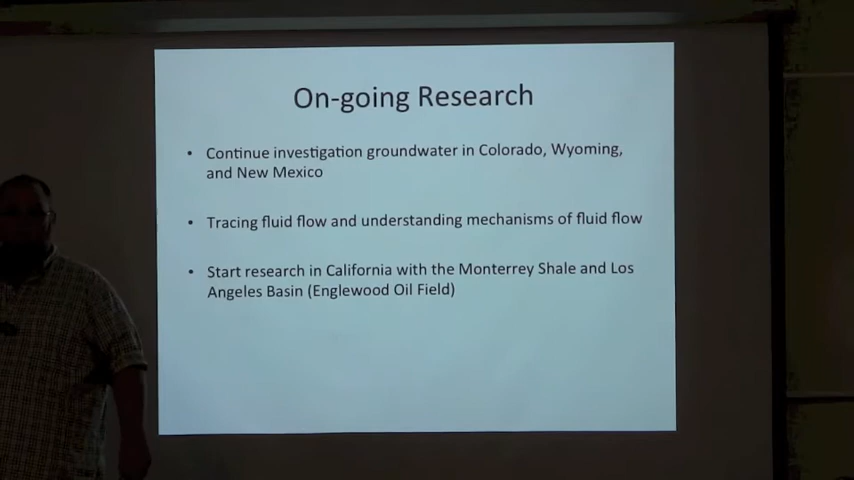 On-going Research
• Continue investigation groundwater in Colorado, Wyoming,
and New Mexico
• Tracing fluid flow and understanding mechanisms of fluid flow
• Start research in California with the Monterrey Shale and Los
Angeles Basin (Englewood Oil Field)